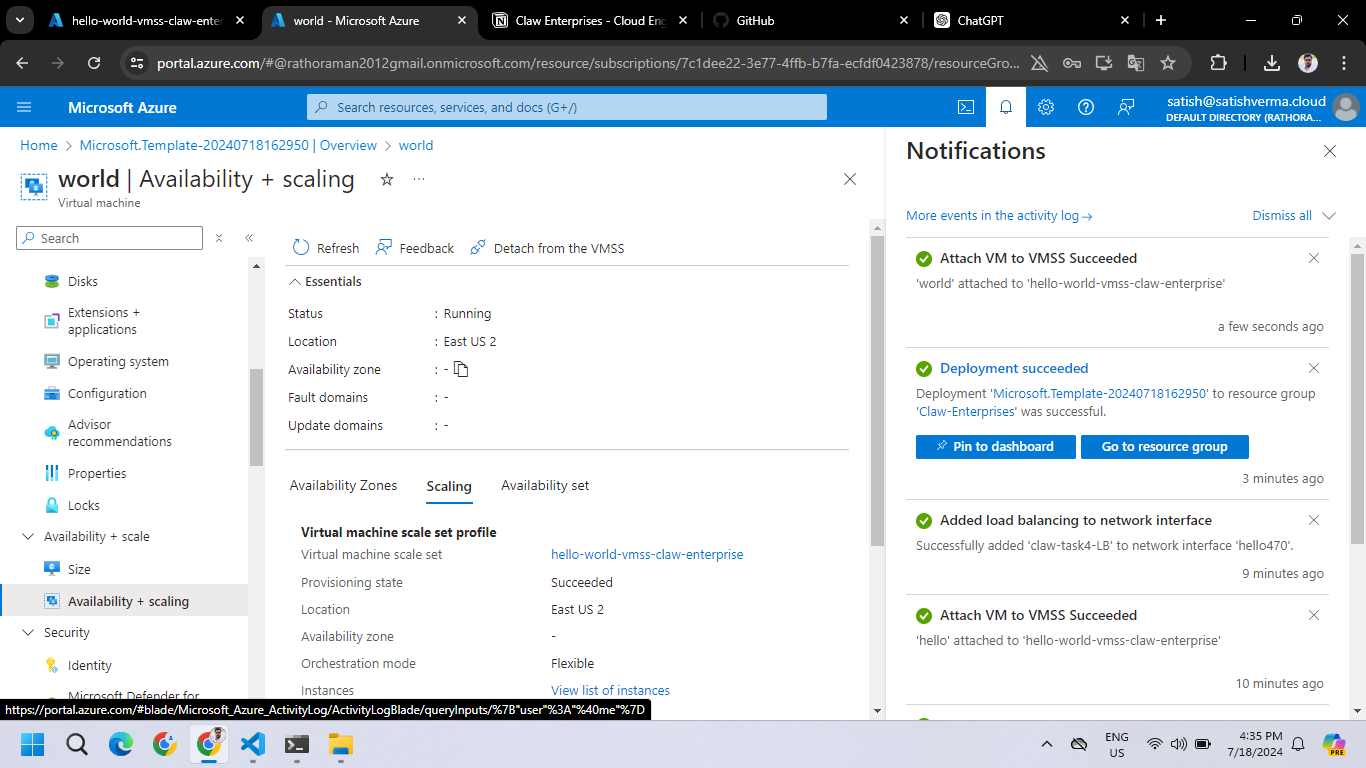 hello-world-vmss-claw-enter
world - Microsoft Azure
Claw Enterprises - Cloud Eng
GitHub
ChatGPT
portal.azure.com/#@rathoraman2012gmail.onmicrosoft.com/resource/subscriptions/7c1dee22-3e77-4ffb-b7fa-ecfdf0423878/resourceGro...
Microsoft Azure
Search resources, services, and docs (G+/)
satish@satishverma.cloud
DEFAULT DIRECTORY (RATHORA...
Home > Microsoft.Template-20240718162950 | Overview > world
world | Availability + scaling
Virtual machine
Search
Disks
Extensions +
applications
Operating system
Configuration
Advisor
recommendations
Properties
Locks
Availability + scale
Size
Availability + scaling
Security
Identity
Microsoft Defender for
Refresh
Feedback
Detach from the VMSS
Essentials
Status : Running
Location : East US 2
Availability zone : -
Fault domains : -
Update domains : -
Availability Zones
Scaling
Availability set
Virtual machine scale set profile
Virtual machine scale set hello-world-vmss-claw-enterprise
Provisioning state Succeeded
Location East US 2
Availability zone -
Orchestration mode Flexible
Instances View list of instances
Notifications
More events in the activity log →
Dismiss all
Attach VM to VMSS Succeeded
'world' attached to 'hello-world-vmss-claw-enterprise'
a few seconds ago
Deployment succeeded
Deployment 'Microsoft.Template-20240718162950' to resource group
'Claw-Enterprises' was successful.
Pin to dashboard
Go to resource group
3 minutes ago
Added load balancing to network interface
Successfully added 'claw-task4-LB' to network interface 'hello470'.
9 minutes ago
Attach VM to VMSS Succeeded
'hello' attached to 'hello-world-vmss-claw-enterprise'
10 minutes ago
https://portal.azure.com/#blade/Microsoft_Azure_ActivityLog/ActivityLogBlade/queryInputs/%7B"user"%3A"%40me"%7D
ENG
US
4:35 PM
7/18/2024
PRE